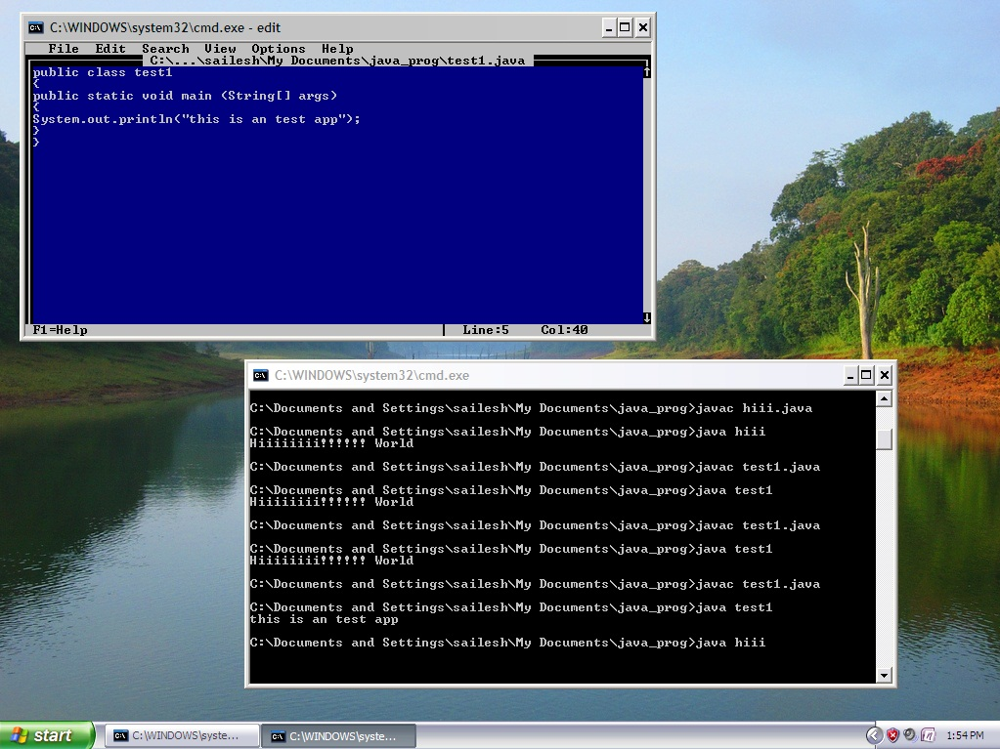 C:\WINDOWS\system32\cmd.exe - edit
File Edit Search View Options Help
C:\...\sailesh\My Documents\java_prog\test1.java
public class test1
{
public static void main (String[] args)
{
System.out.println("this is an test app");
}
}
F1=Help Line:5 Col:40
C:\WINDOWS\system32\cmd.exe
C:\Documents and Settings\sailesh\My Documents\java_prog>javac hiii.java
C:\Documents and Settings\sailesh\My Documents\java_prog>java hiii
Hiiiiiiii!!!!!! World
C:\Documents and Settings\sailesh\My Documents\java_prog>javac test1.java
C:\Documents and Settings\sailesh\My Documents\java_prog>java test1
Hiiiiiiii!!!!!! World
C:\Documents and Settings\sailesh\My Documents\java_prog>javac test1.java
C:\Documents and Settings\sailesh\My Documents\java_prog>java test1
Hiiiiiiii!!!!!! World
C:\Documents and Settings\sailesh\My Documents\java_prog>javac test1.java
C:\Documents and Settings\sailesh\My Documents\java_prog>java test1
this is an test app
C:\Documents and Settings\sailesh\My Documents\java_prog>java hiii
start C:\WINDOWS\syste... C:\WINDOWS\syste... 1:54 PM